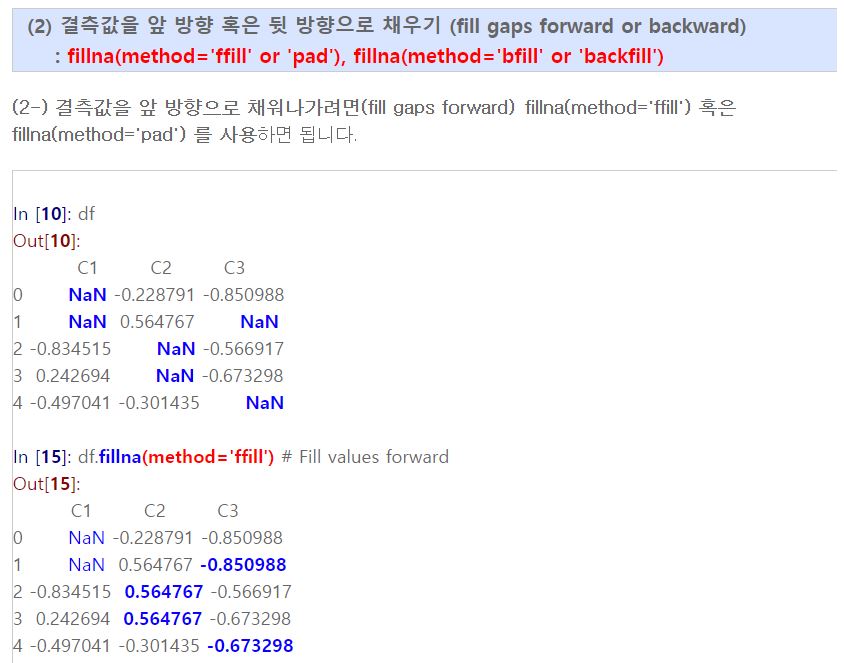 (2) 결측값을 앞 방향 혹은 뒷 방향으로 채우기 (fill gaps forward or backward)
: fillna(method='ffill' or 'pad'), fillna(method='bfill' or 'backfill')
(2-) 결측값을 앞 방향으로 채워나가려면(fill gaps forward) fillna(method='ffill') 혹은
fillna(method='pad') 를 사용하면 됩니다.
In [10]: df
Out[10]:
C1 C2 C3
0 NaN -0.228791 -0.850988
1 NaN 0.564767 NaN
2 -0.834515 NaN -0.566917
3 0.242694 NaN -0.673298
4 -0.497041 -0.301435 NaN
In [15]: df.fillna(method='ffill') # Fill values forward
Out[15]:
C1 C2 C3
0 NaN -0.228791 -0.850988
1 NaN 0.564767 -0.850988
2 -0.834515 0.564767 -0.566917
3 0.242694 0.564767 -0.673298
4 -0.497041 -0.301435 -0.673298